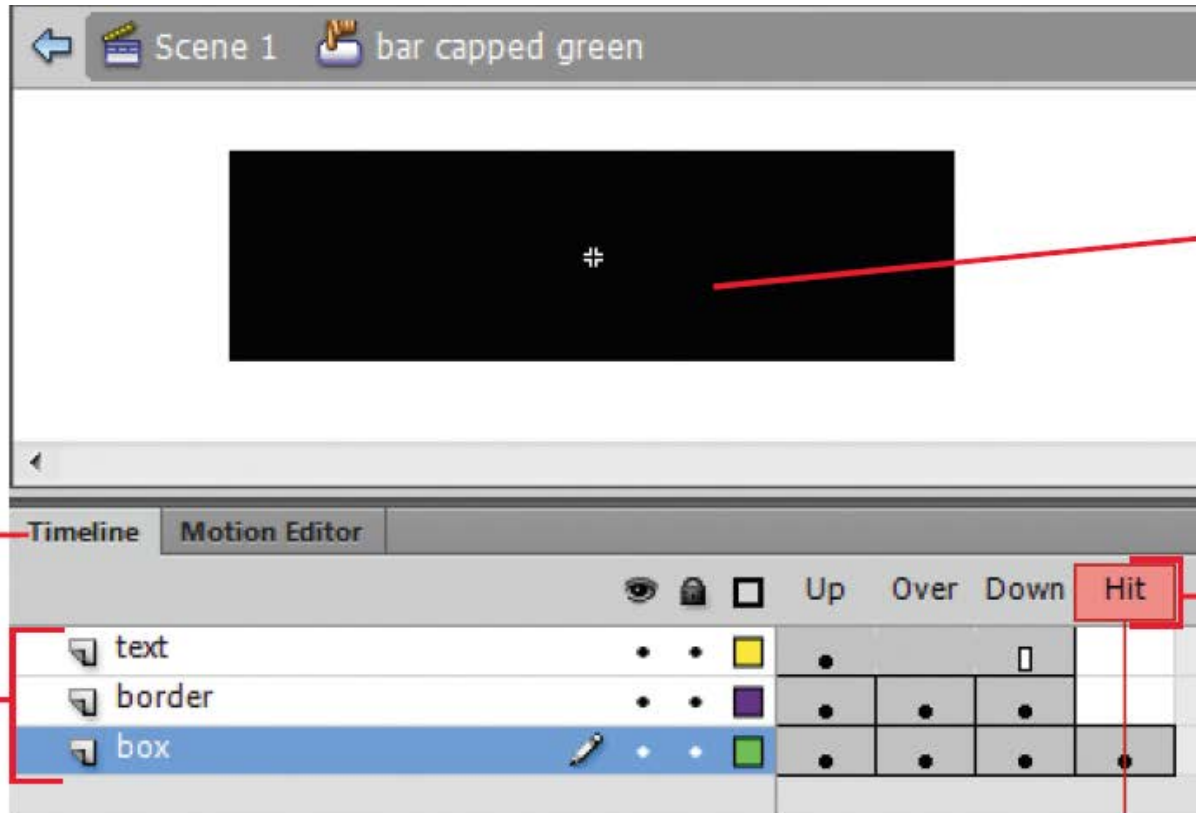 Scene 1 bar capped green
Timeline Motion Editor
Up Over Down Hit
text
border
box